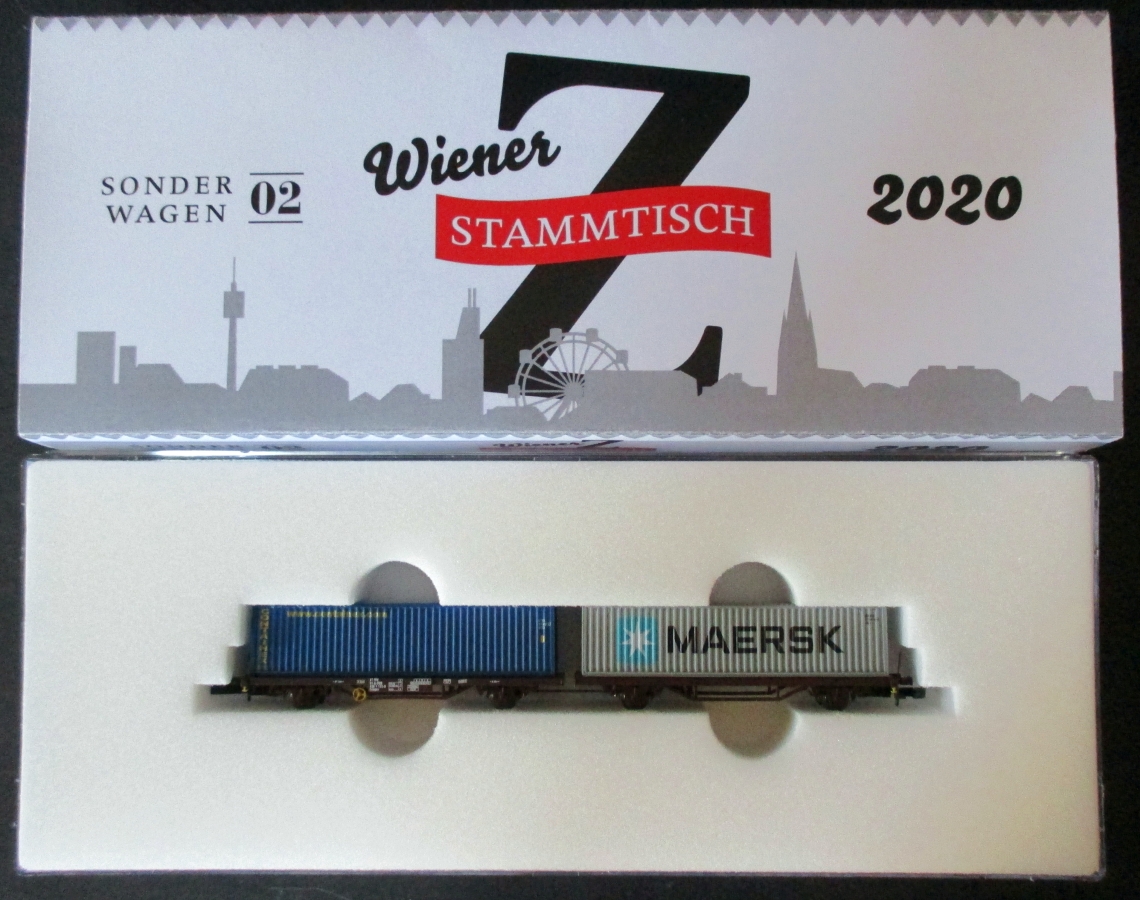 Wiener
SONDER
WAGEN
02
STAMMTISCH
Z
2020
MAERSK